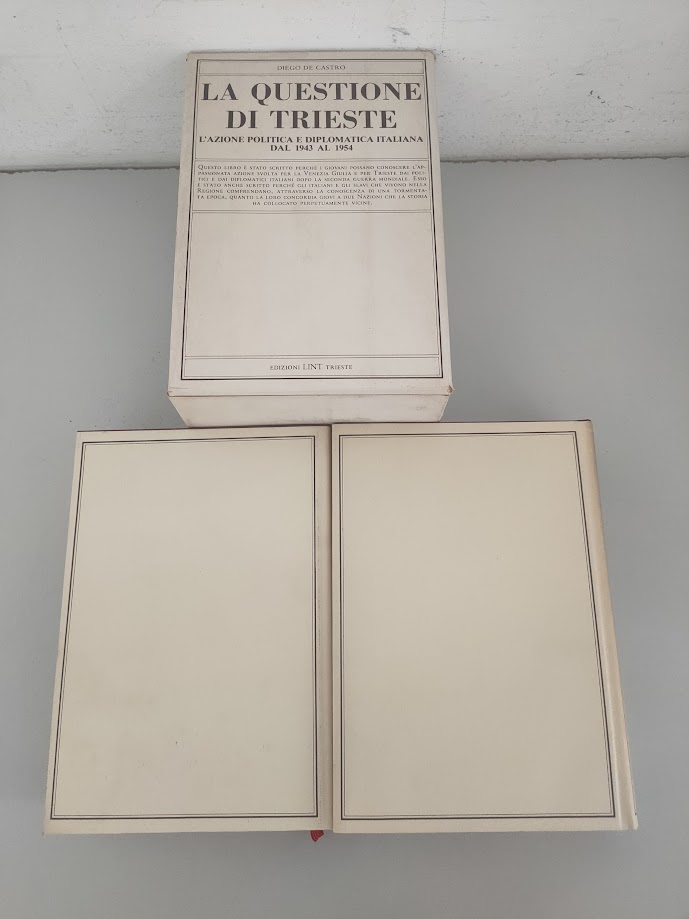 DIEGO DE CASTRO
LA QUESTIONE
DI TRIESTE
L'AZIONE POLITICA E DIPLOMATICA ITALIANA
DAL 1943 AL 1954
QUESTO LIBRO È STATO SCRITTO PERCHÉ I GIOVANI POSSANO CONOSCERE L'AP-
PASSIONATA AZIONE SVOLTA PER LA VENEZIA GIULIA E PER TRIESTE DAI POLI-
TICI E DAI DIPLOMATICI ITALIANI DOPO LA SECONDA GUERRA MONDIALE. ESSO
È STATO ANCHE SCRITTO PERCHÉ GLI ITALIANI E GLI SLAVI CHE VIVONO NELLA
REGIONE COMPRENDANO, ATTRAVERSO LA CONOSCENZA DI UNA TORMENTA-
TA EPOCA, QUANTO LA LORO CONCORDIA GIOVI A DUE NAZIONI CHE LA STORIA
HA COLLOCATO PERPETUAMENTE VICINE.
EDIZIONI LINT TRIESTE